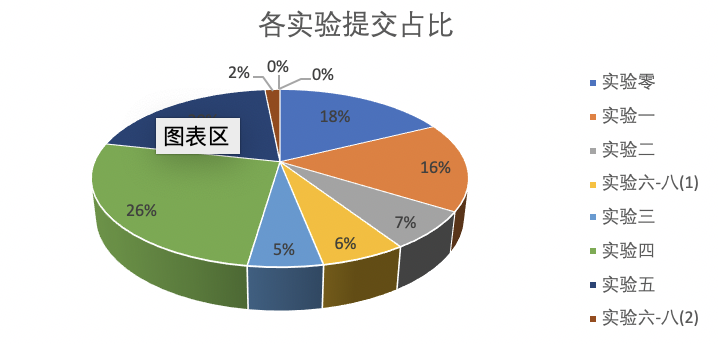 各实验提交占比
2%
0%
0%
18%
16%
7%
6%
5%
26%
图表区
实验零
实验一
实验二
实验六-八(1)
实验三
实验四
实验五
实验六-八(2)